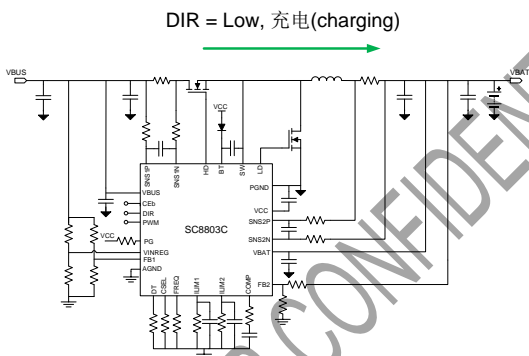 DIR = Low, 充电(charging)
VBUS
VBAT
VCC
SNS1P
SNS1N
HD
BT
SW
LD
VBUS
CEb
DIR
PWM
VCC
PG
VINREG
FB1
AGND
SC8803C
PGND
VCC
SNS2P
SNS2N
VBAT
FB2
DT
CSEL
FREQ
ILIM1
ILIM2
COMP
CONFIDEN